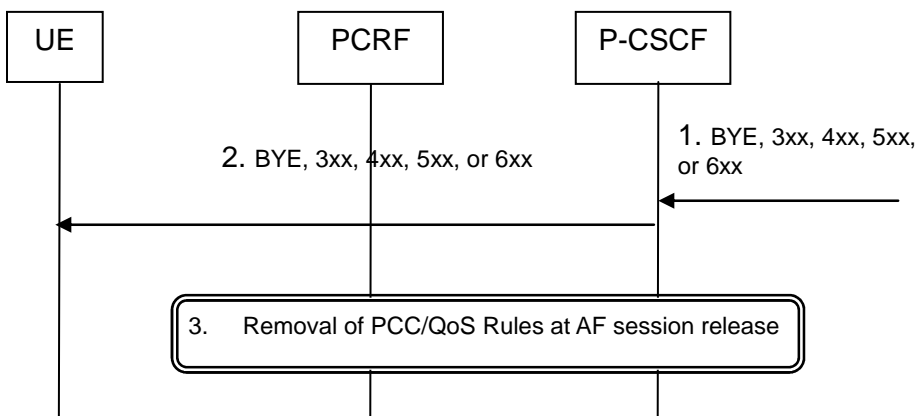 UE
PCRF
P-CSCF
1. BYE, 3xx, 4xx, 5xx,
or 6xx
2. BYE, 3xx, 4xx, 5xx, or 6xx
3. Removal of PCC/QoS Rules at AF session release